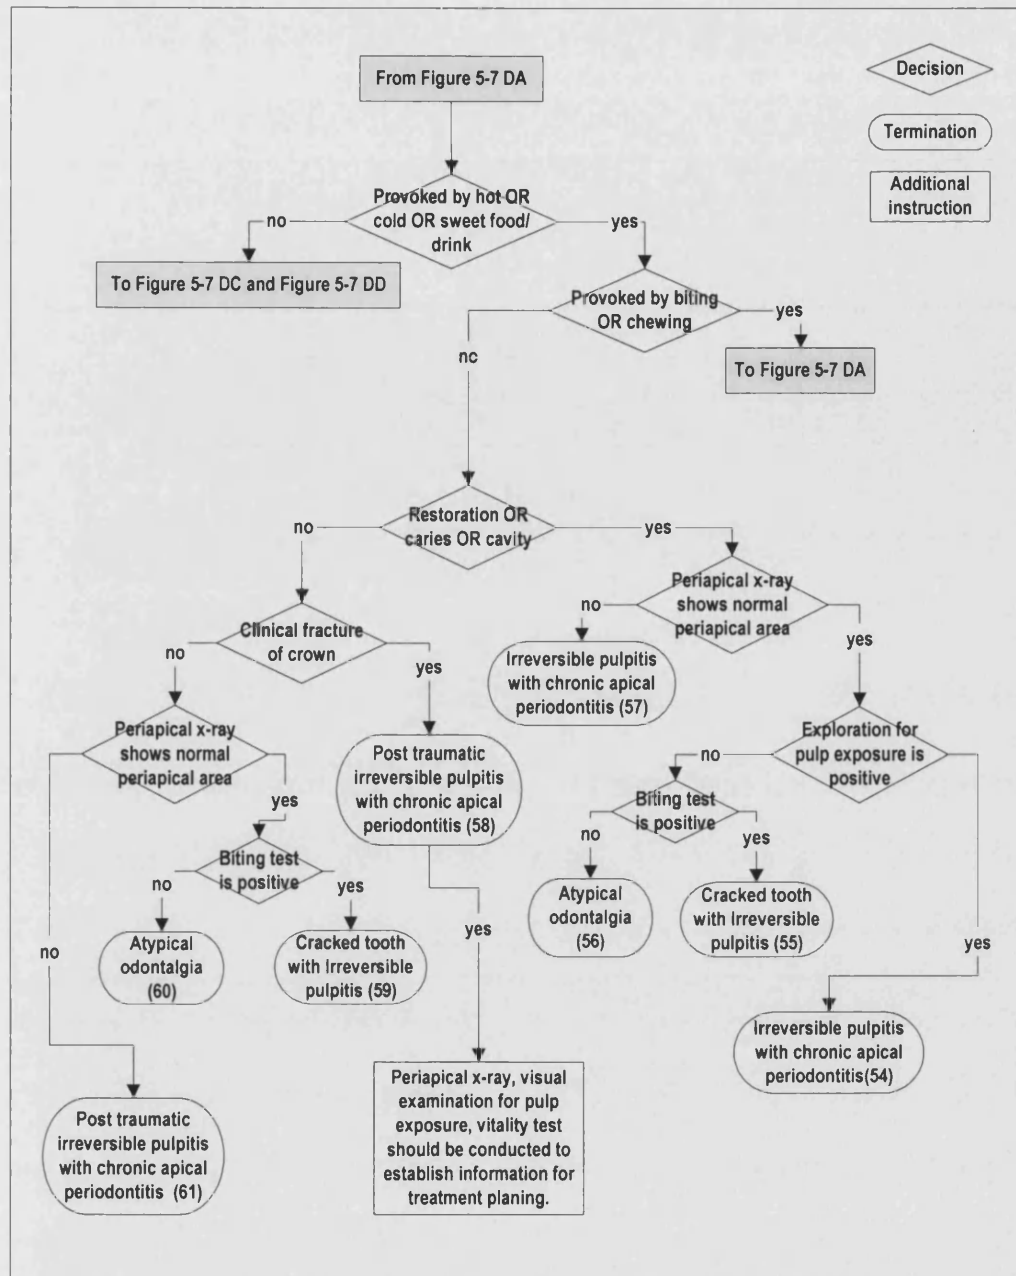 From Figure 5-7 DA
Decision
Termination
Additional
instruction
Provoked by hot OR
cold OR sweet food/
drink
no
yes
To Figure 5-7 DC and Figure 5-7 DD
Provoked by biting
OR chewing
yes
nc
To Figure 5-7 DA
Restoration OR
caries OR cavity
no
yes
Periapical x-ray
shows normal
periapical area
no
yes
Clinical fracture
of crown
no
yes
Irreversible pulpitis
with chronic apical
periodontitis (57)
Periapical x-ray
shows normal
periapical area
yes
no
Post traumatic
irreversible pulpitis
with chronic apical
periodontitis (58)
yes
Exploration for
pulp exposure is
positive
no
yes
Biting test
is positive
no
yes
Biting test
is positive
no
yes
Atypical
odontalgia
(56)
Cracked tooth
with Irreversible
pulpitis (55)
Atypical
odontalgia
(60)
Cracked tooth
with Irreversible
pulpitis (59)
Irreversible pulpitis
with chronic apical
periodontitis(54)
Post traumatic
irreversible pulpitis
with chronic apical
periodontitis (61)
Periapical x-ray, visual
examination for pulp
exposure, vitality test
should be conducted to
establish information for
treatment planing.